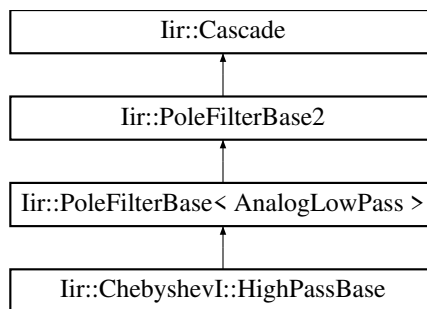 Iir::Cascade
Iir::PoleFilterBase2
Iir::PoleFilterBase< AnalogLowPass >
Iir::ChebyshevI::HighPassBase